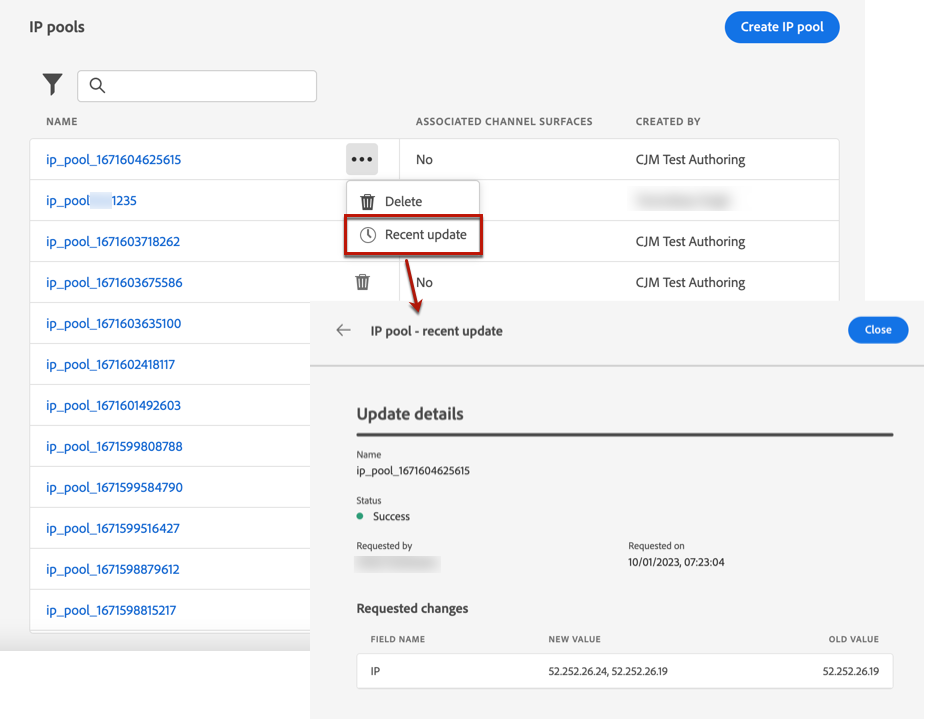 IP pools
Create IP pool
NAME ASSOCIATED CHANNEL SURFACES CREATED BY
ip_pool_1671604625615 ••• No CJM Test Authoring
ip_pool 1235
Delete
ip_pool_1671603718262 CJM Test Authoring
Recent update
ip_pool_1671603675586 No CJM Test Authoring
ip_pool_1671603635100
ip_pool_1671602418117
ip_pool_1671601492603
ip_pool_1671599808788
ip_pool_1671599584790
ip_pool_1671599516427
ip_pool_1671598879612
ip_pool_1671598815217
IP pool - recent update
Close
Update details
Name
ip_pool_1671604625615
Status
Success
Requested by Requested on
10/01/2023, 07:23:04
Requested changes
FIELD NAME NEW VALUE OLD VALUE
IP 52.252.26.24, 52.252.26.19 52.252.26.19